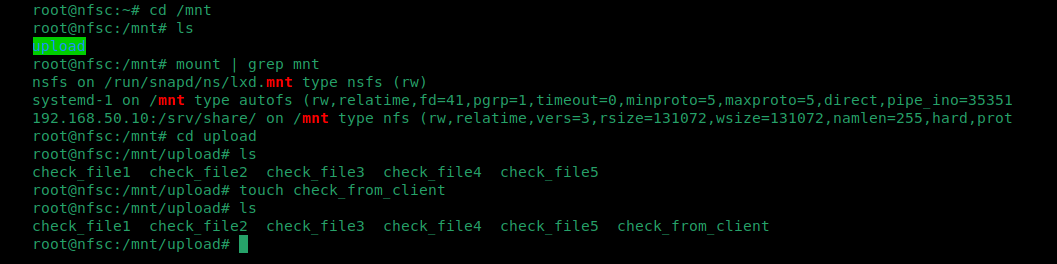 root@nfsc:~# cd /mnt
root@nfsc:/mnt# ls
upload
root@nfsc:/mnt# mount | grep mnt
nsfs on /run/snapd/ns/lxd.mnt type nsfs (rw)
systemd-1 on /mnt type autofs (rw,relatime,fd=41,pgrp=1,timeout=0,minproto=5,maxproto=5,direct,pipe_ino=35351
192.168.50.10:/srv/share/ on /mnt type nfs (rw,relatime,vers=3,rsize=131072,wsize=131072,namlen=255,hard,prot
root@nfsc:/mnt# cd upload
root@nfsc:/mnt/upload# ls
check_file1  check_file2  check_file3  check_file4  check_file5
root@nfsc:/mnt/upload# touch check_from_client
root@nfsc:/mnt/upload# ls
check_file1  check_file2  check_file3  check_file4  check_file5  check_from_client
root@nfsc:/mnt/upload#